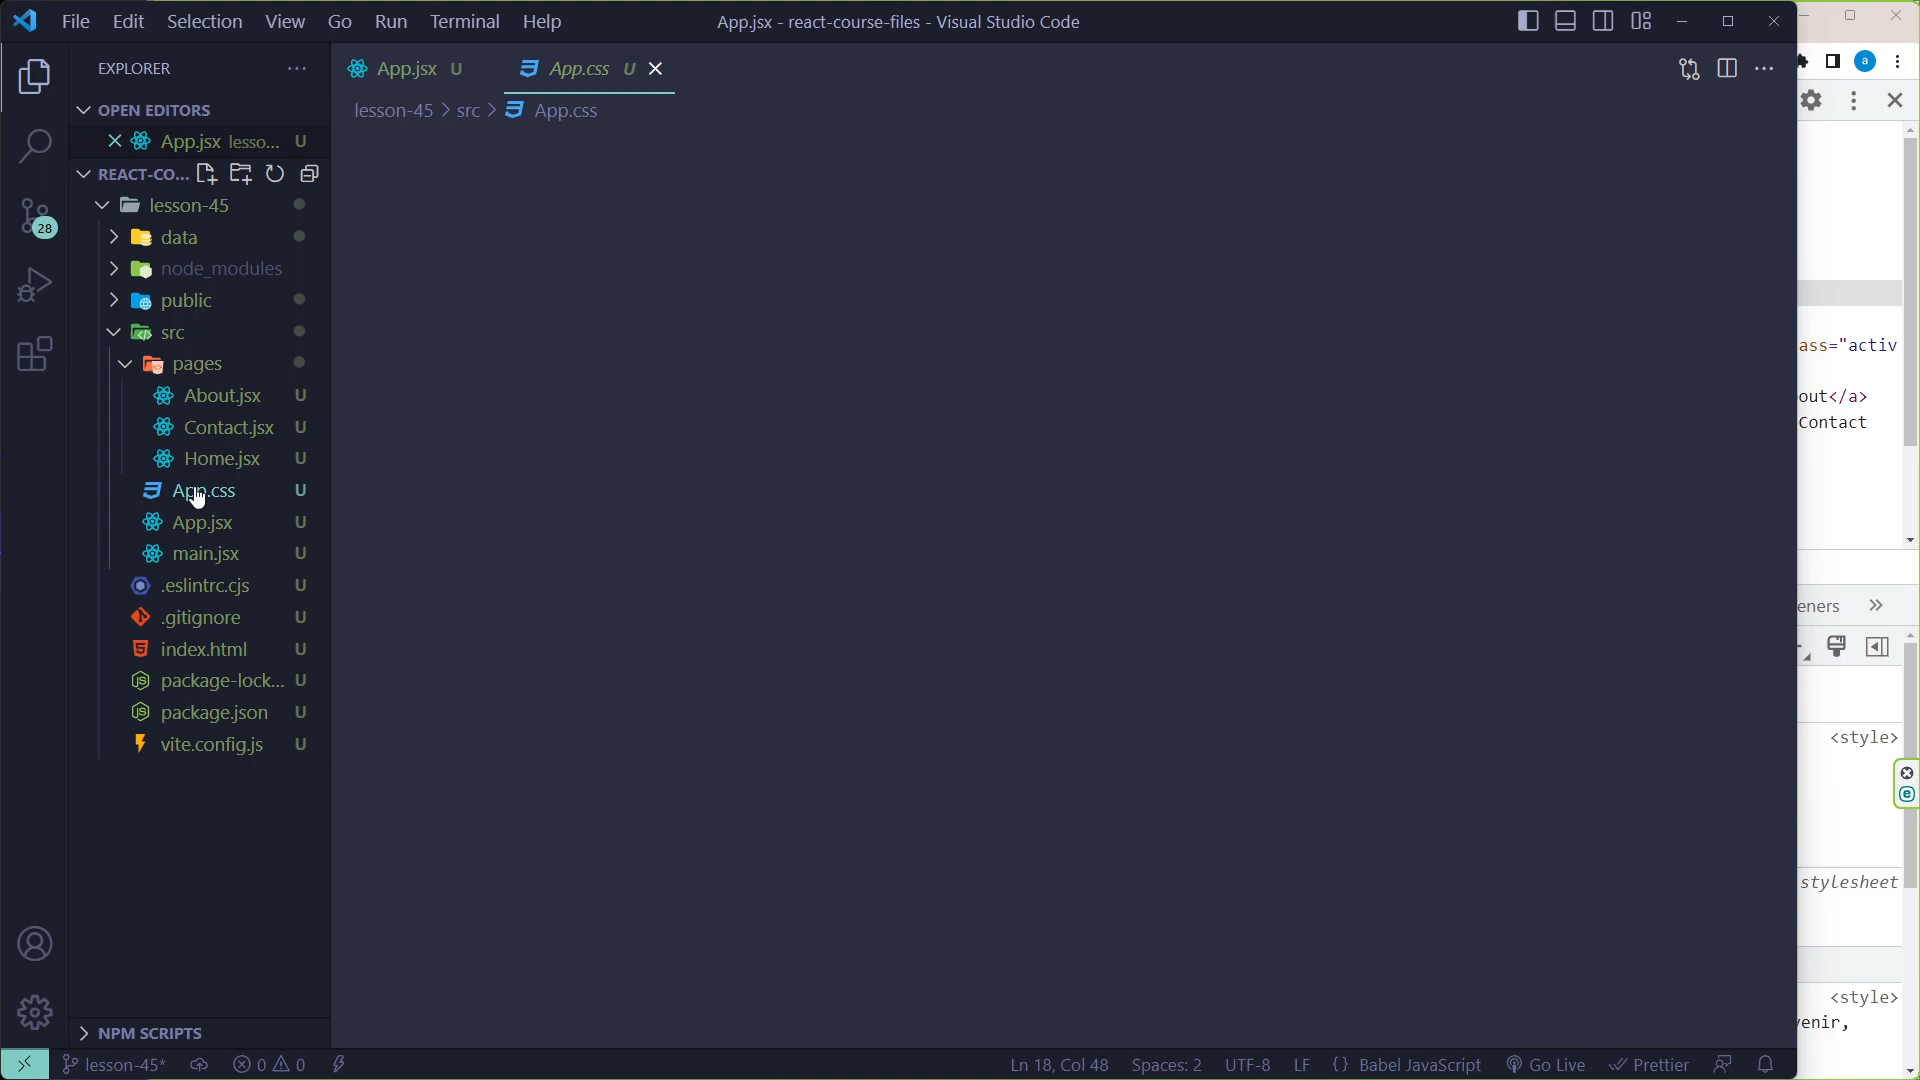 File Edit Selection View Go Run Terminal Help
App.jsx - react-course-files - Visual Studio Code
a
EXPLORER
App.jsx U
App.css U
OPEN EDITORS
lesson-45 > src > App.css
App.jsx lesso... U
REACT-CO...
lesson-45
28
data
node_modules
public
src
pages
About.jsx U
Contact.jsx U
Home.jsx U
App.css U
App.jsx U
main.jsx U
.eslintrc.cjs U
.gitignore U
index.html U
package-lock... U
package.json U
vite.config.js U
NPM SCRIPTS
ass="activ
out</a>
Contact
eners
<style>
e
stylesheet
<style>
enir,
lesson-45* 0 0
Ln 18, Col 48 Spaces: 2 UTF-8 LF {} Babel JavaScript Go Live Prettier